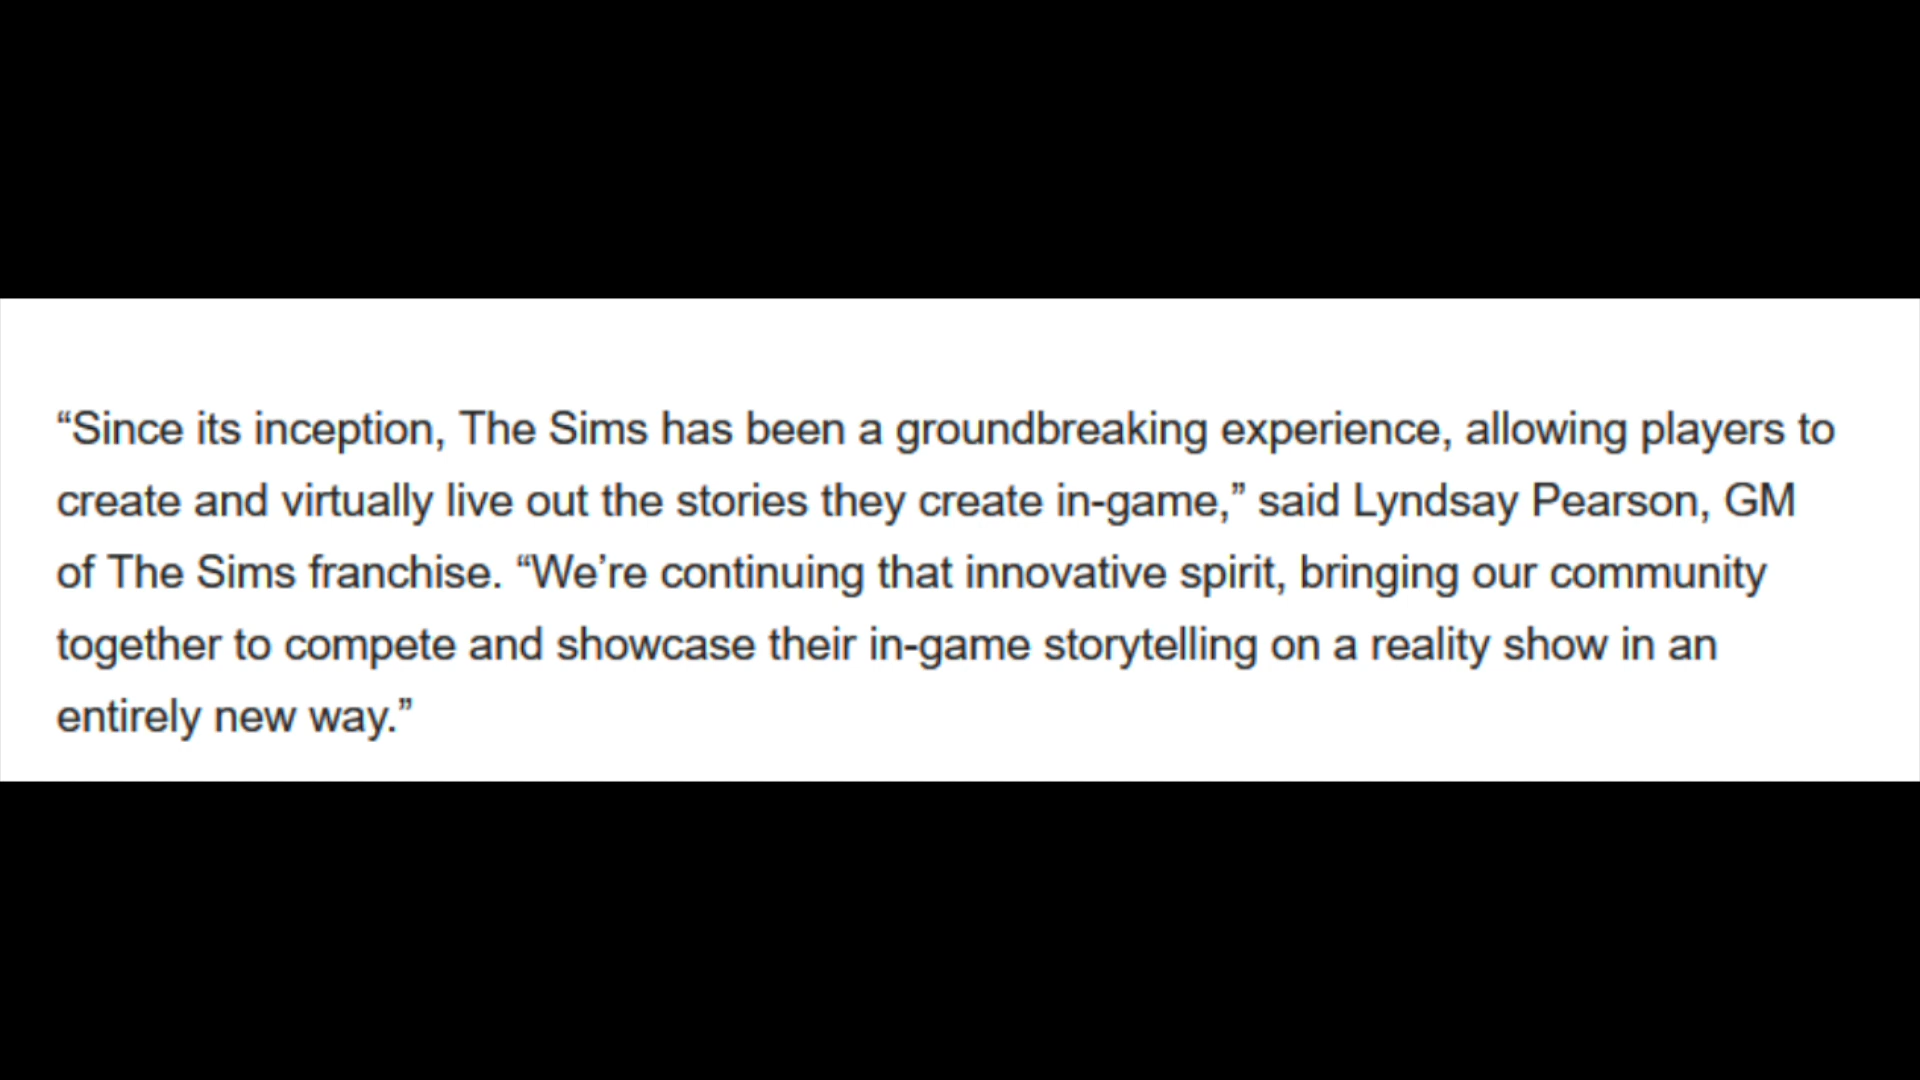 “Since its inception, The Sims has been a groundbreaking experience, allowing players to
create and virtually live out the stories they create in-game,” said Lyndsay Pearson, GM
of The Sims franchise. “We’re continuing that innovative spirit, bringing our community
together to compete and showcase their in-game storytelling on a reality show in an
entirely new way.”